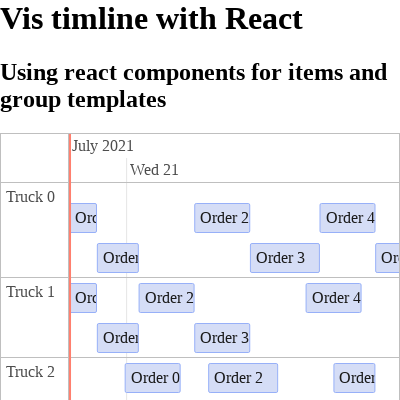 Vis timline with React
Using react components for items and
group templates
July 2021
Wed 21
Truck 0
Ord Order 2 Order 4
Order Order 3 Or
Truck 1
Ord Order 2 Order 4
Order Order 3
Truck 2
Order 0 Order 2 Order